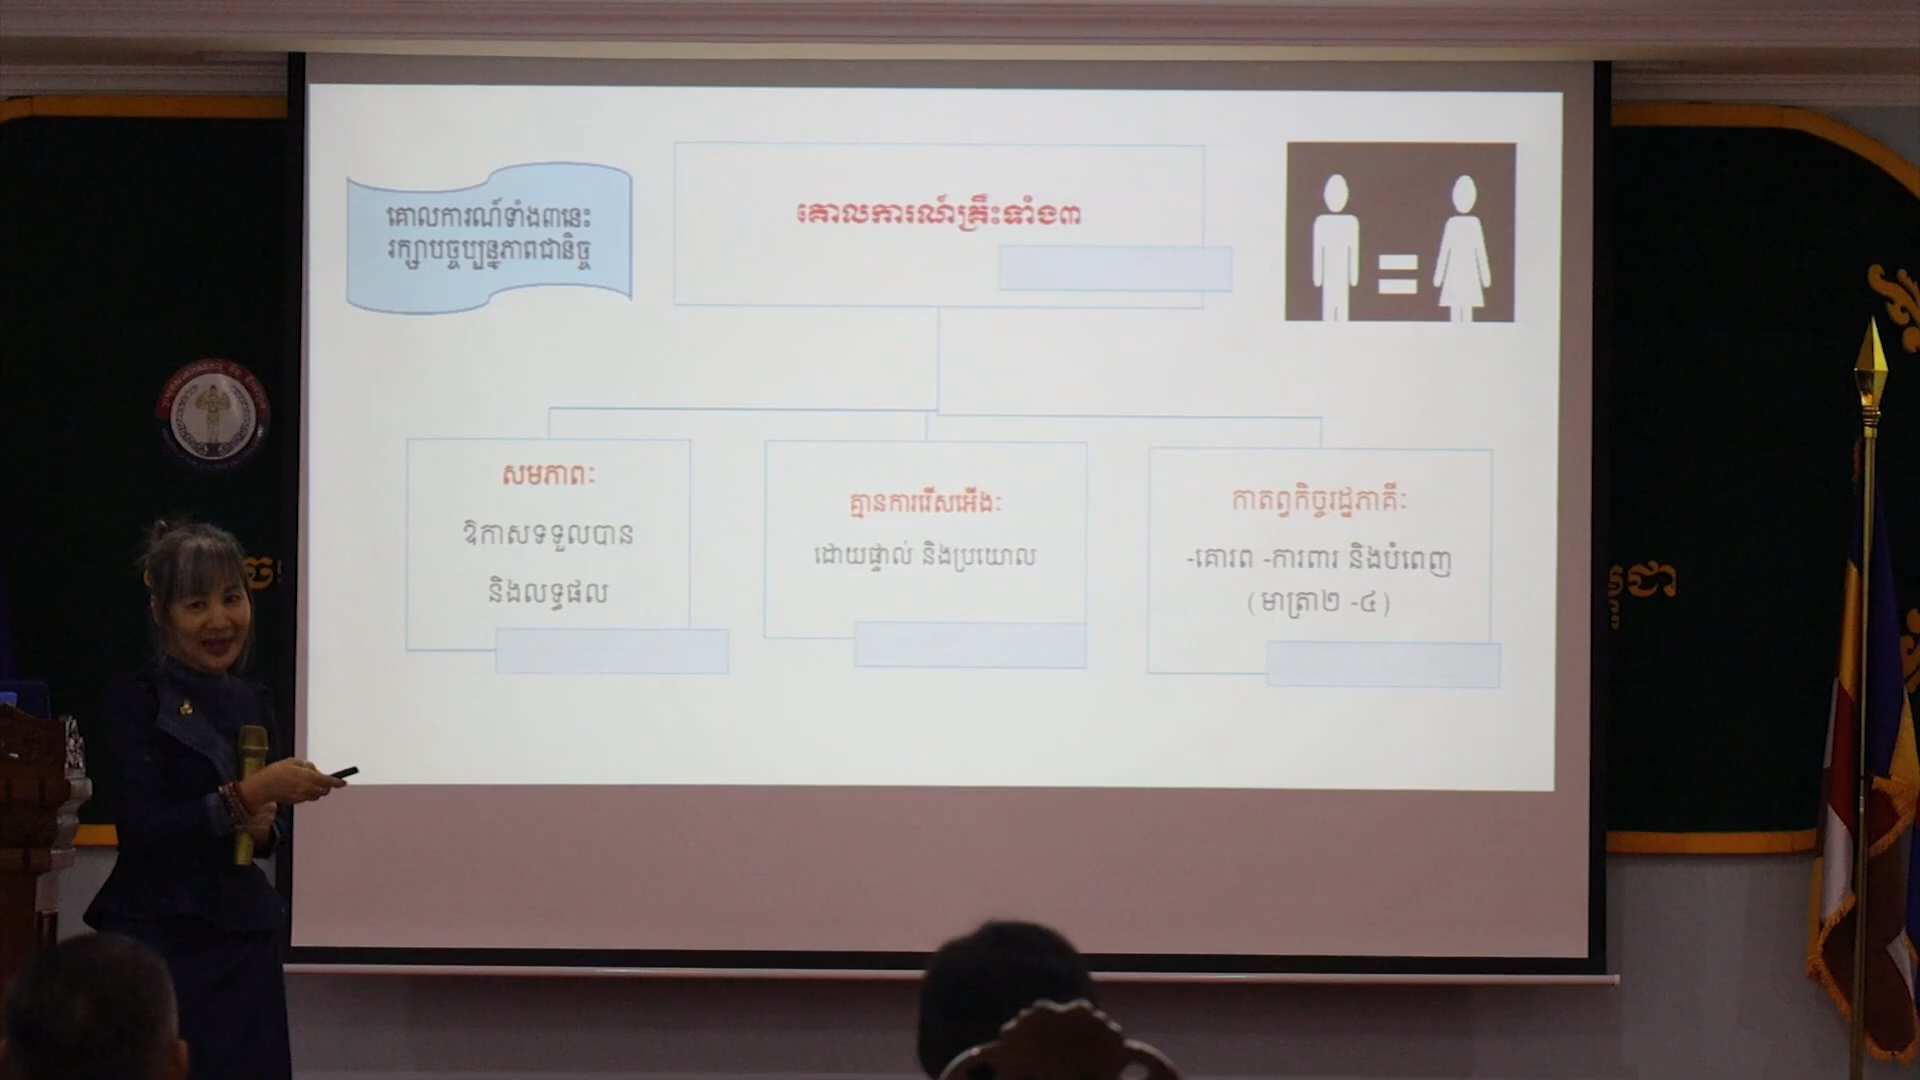 គោលការណ៍ទាំង៣នេះ
រក្សាបច្ចុប្បន្នភាពជានិច្ច
គោលការណ៍គ្រឹះទាំង៣
សមភាពៈ
ឱកាសទទួលបាន
និងលទ្ធផល
គ្មានការរើសអើងៈ
ដោយផ្ទាល់ និងប្រយោល
កាតព្វកិច្ចរដ្ឋភាគីៈ
-គោរព -ការពារ និងបំពេញ
(មាត្រា២ -៤)